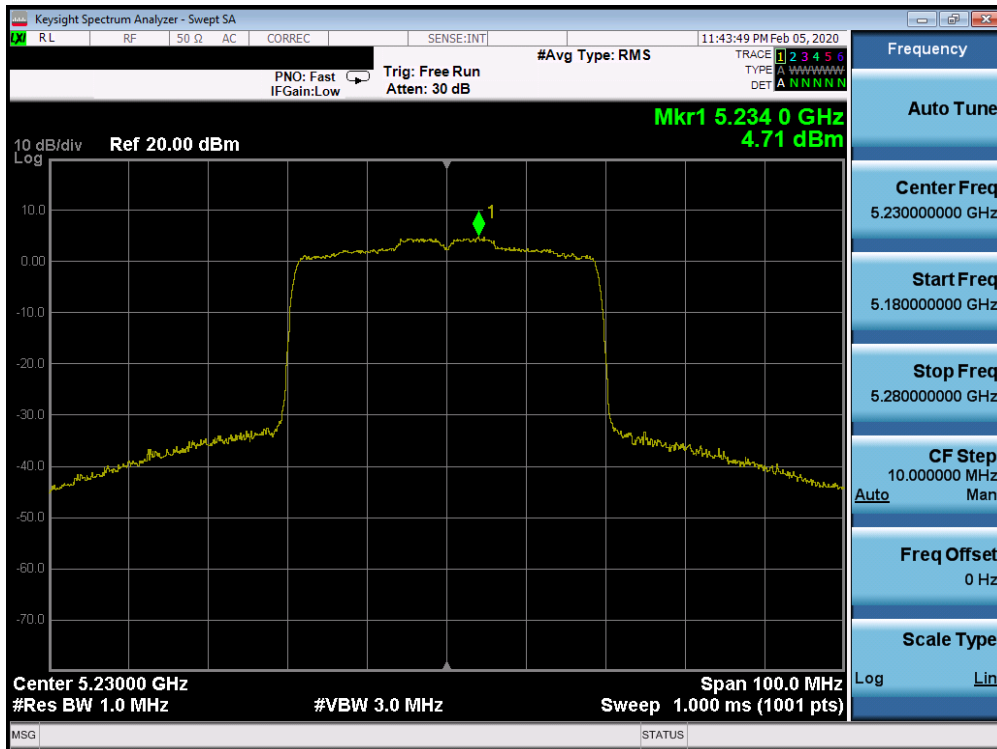 Keysight Spectrum Analyzer - Swept SA
LXI RL RF 50 Ω AC CORREC SENSE:INT 11:43:49 PM Feb 05, 2020
#Avg Type: RMS
TRACE 1 2 3 4 5 6
PNO: Fast Trig: Free Run
TYPE A WWWWW
IFGain:Low Atten: 30 dB
DET A N N N N N
Mkr1 5.234 0 GHz
4.71 dBm
10 dB/div Ref 20.00 dBm
Log
1
10.0
0.00
-10.0
-20.0
-30.0
-40.0
-50.0
-60.0
-70.0
Center 5.23000 GHz Span 100.0 MHz
#Res BW 1.0 MHz #VBW 3.0 MHz Sweep 1.000 ms (1001 pts)
MSG STATUS
Frequency
Auto Tune
Center Freq
5.230000000 GHz
Start Freq
5.180000000 GHz
Stop Freq
5.280000000 GHz
CF Step
10.000000 MHz
Auto Man
Freq Offset
0 Hz
Scale Type
Log Lin